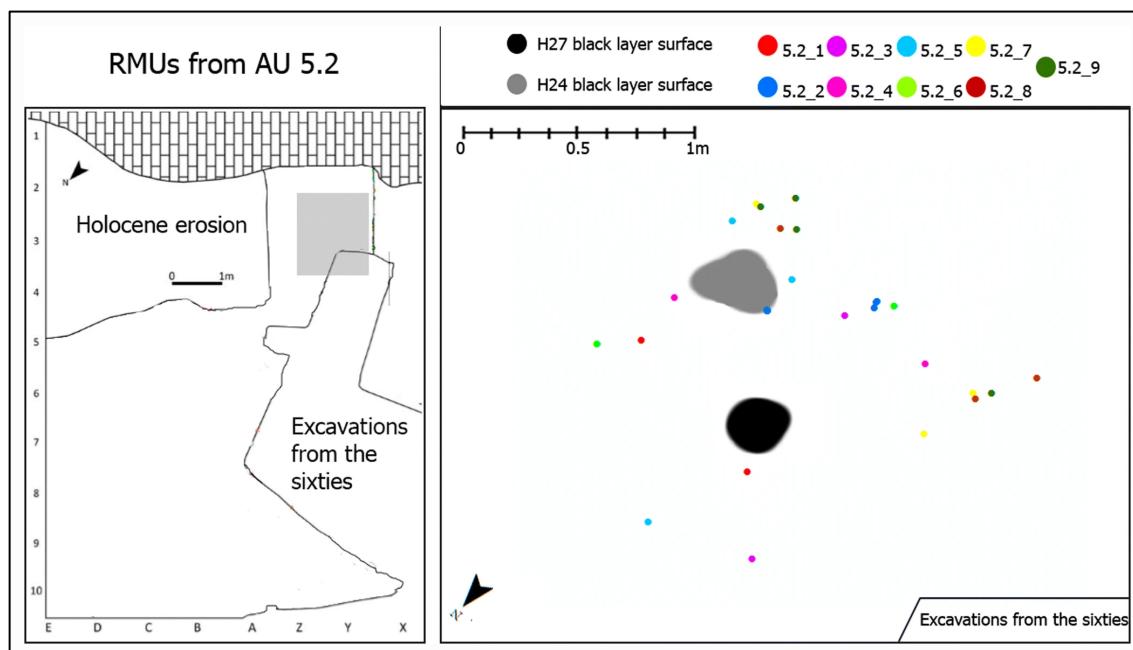 RMUs from AU 5.2
1
2
3
4
5
6
7
8
9
10
N
Holocene erosion
0 1m
Excavations
from the
sixties
E D C B A Z Y X
H27 black layer surface
H24 black layer surface
5.2_1 5.2_3 5.2_5 5.2_7
5.2_9
5.2_2 5.2_4 5.2_6 5.2_8
0 0.5 1m
N
Excavations from the sixties